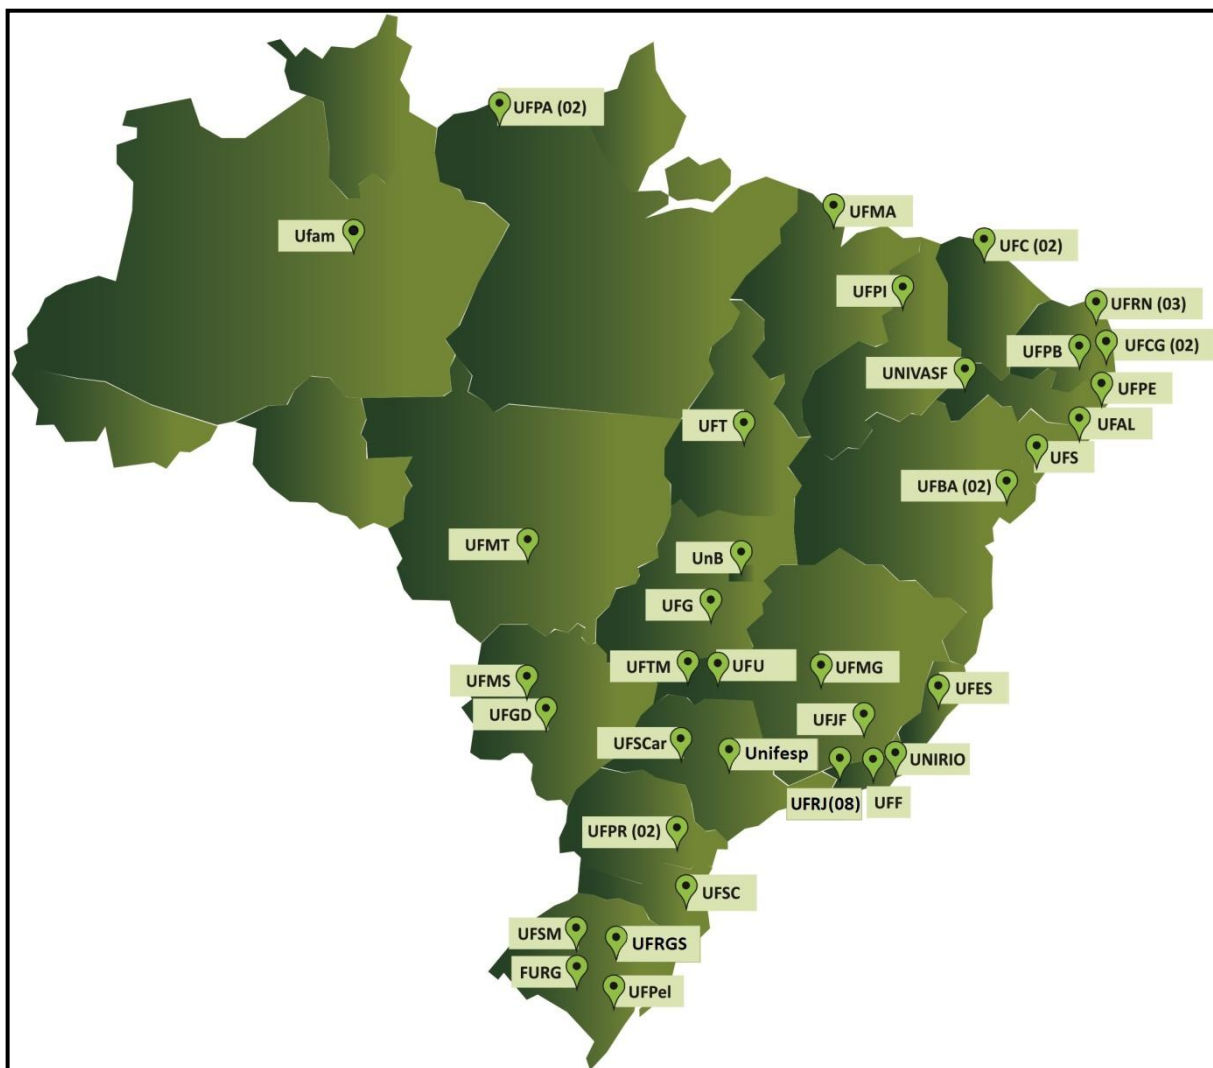 UFPA (02)
UFMA
Ufam
UFC (02)
UFPI
UFRN (03)
UFPB
UFCG (02)
UNIVASF
UFPE
UFT
UFAL
UFS
UFBA (02)
UFMT
UnB
UFG
UFTM
UFU
UFMG
UFMS
UFES
UFGD
UFJF
UFSCar
Unifesp
UNIRIO
UFRJ(08)
UFF
UFPR (02)
UFSC
UFSM
UFRGS
FURG
UFPel